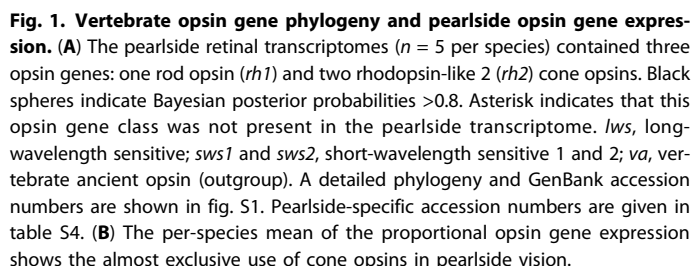 Fig. 1. Vertebrate opsin gene phylogeny and pearlside opsin gene expres-
sion. (A) The pearlside retinal transcriptomes (n = 5 per species) contained three
opsin genes: one rod opsin (rh1) and two rhodopsin-like 2 (rh2) cone opsins. Black
spheres indicate Bayesian posterior probabilities >0.8. Asterisk indicates that this
opsin gene class was not present in the pearlside transcriptome. lws, long-
wavelength sensitive; sws1 and sws2, short-wavelength sensitive 1 and 2; va, ver-
tebrate ancient opsin (outgroup). A detailed phylogeny and GenBank accession
numbers are shown in fig. S1. Pearlside-specific accession numbers are given in
table S4. (B) The per-species mean of the proportional opsin gene expression
shows the almost exclusive use of cone opsins in pearlside vision.